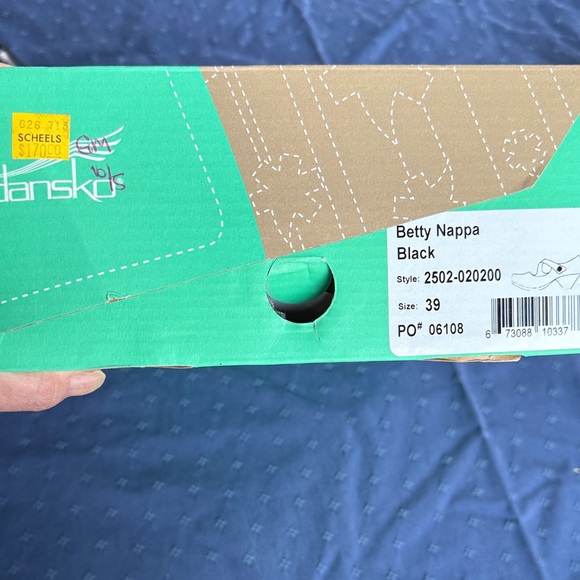 026 713
SCHEELS
$170.00
GM
10/5
dansko
Betty Nappa
Black
Style: 2502-020200
Size: 39
PO# 06108
6 73088 10337